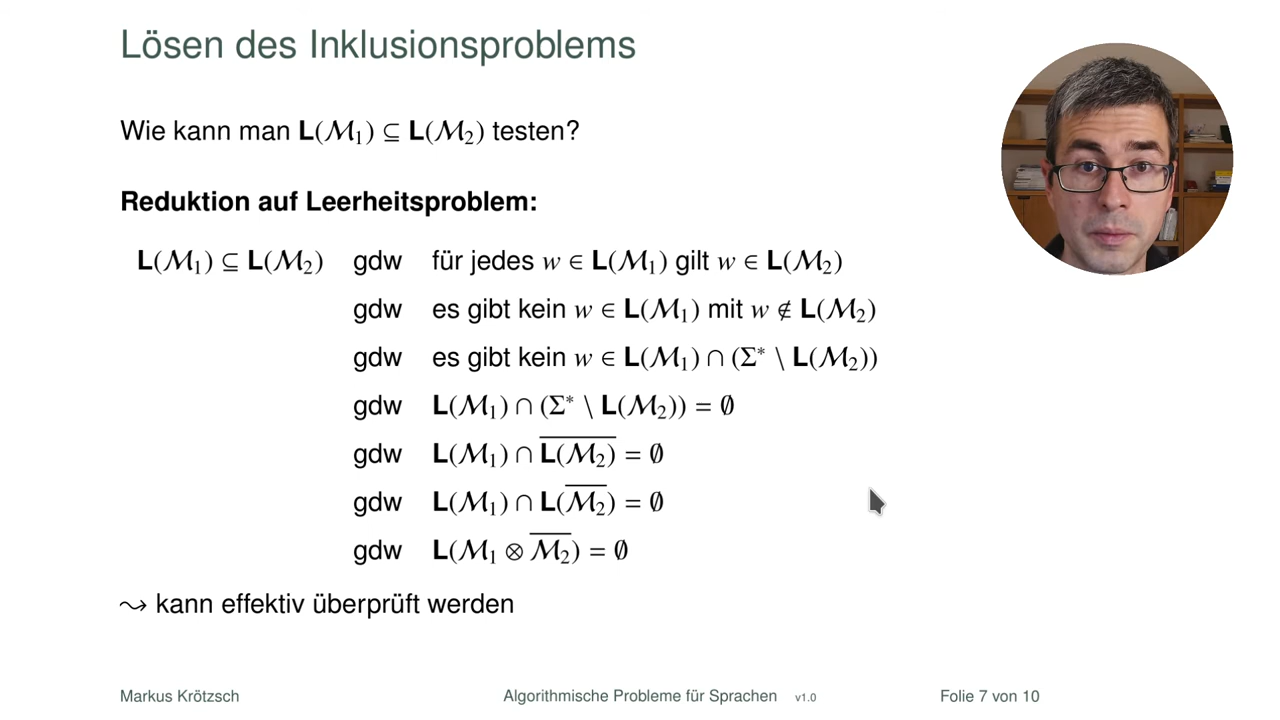 Lösen des Inklusionsproblems
Wie kann man L(ℳ₁) ⊆ L(ℳ₂) testen?
Reduktion auf Leerheitsproblem:
L(ℳ₁) ⊆ L(ℳ₂) gdw für jedes w ∈ L(ℳ₁) gilt w ∈ L(ℳ₂)
gdw es gibt kein w ∈ L(ℳ₁) mit w ∉ L(ℳ₂)
gdw es gibt kein w ∈ L(ℳ₁) ∩ (Σ* \ L(ℳ₂))
gdw L(ℳ₁) ∩ (Σ* \ L(ℳ₂)) = ∅
gdw L(ℳ₁) ∩ \overline{L(ℳ₂)} = ∅
gdw L(ℳ₁) ∩ L(\overline{ℳ₂}) = ∅
gdw L(ℳ₁ ⊗ \overline{ℳ₂}) = ∅
⤳ kann effektiv überprüft werden
Markus Krötzsch Algorithmische Probleme für Sprachen v1.0 Folie 7 von 10